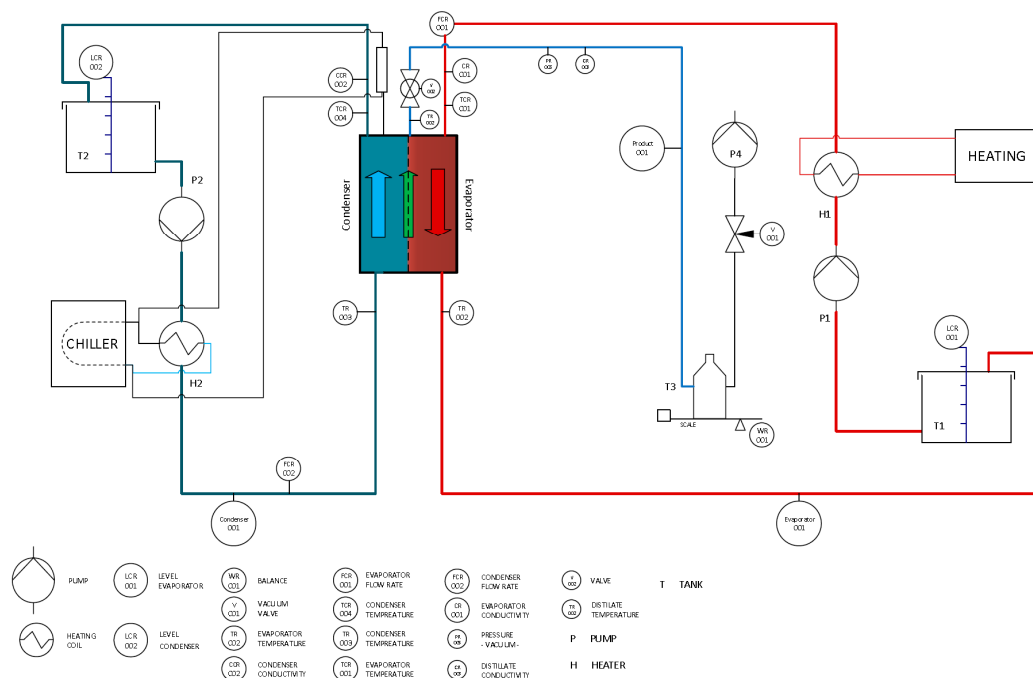 FCR
001
LCR
002
CCR
002
CR
001
V
002
PR
003
CR
003
TCR
004
TR
002
TCR
001
T2
Product
001
P4
HEATING
P2
Condenser
Evaporator
H1
V
001
TR
003
TR
002
P1
LCR
001
CHILLER
H2
T3
SCALE
WR
001
T1
FCR
002
Condenser
001
Evaporator
001
PUMP
LCR
001
LEVEL
EVAPORATOR
WR
001
BALANCE
FCR
001
EVAPORATOR
FLOW RATE
FCR
002
CONDENSER
FLOW RATE
V
002
VALVE
T TANK
V
001
VACUUM
VALVE
TCR
004
CONDENSER
TEMPREATURE
CR
001
EVAPORATOR
CONDUCTIVITY
TR
002
DISTILATE
TEMPERATURE
HEATING
COIL
LCR
002
LEVEL
CONDENSER
TR
002
EVAPORATOR
TEMPERATURE
TR
003
CONDENSER
TEMPREATURE
PR
003
PRESSURE
- VACUUM -
P PUMP
CCR
002
CONDENSER
CONDUCTIVITY
TCR
001
EVAPORATOR
TEMPERATURE
CR
003
DISTILLATE
CONDUCTIVITY
H HEATER